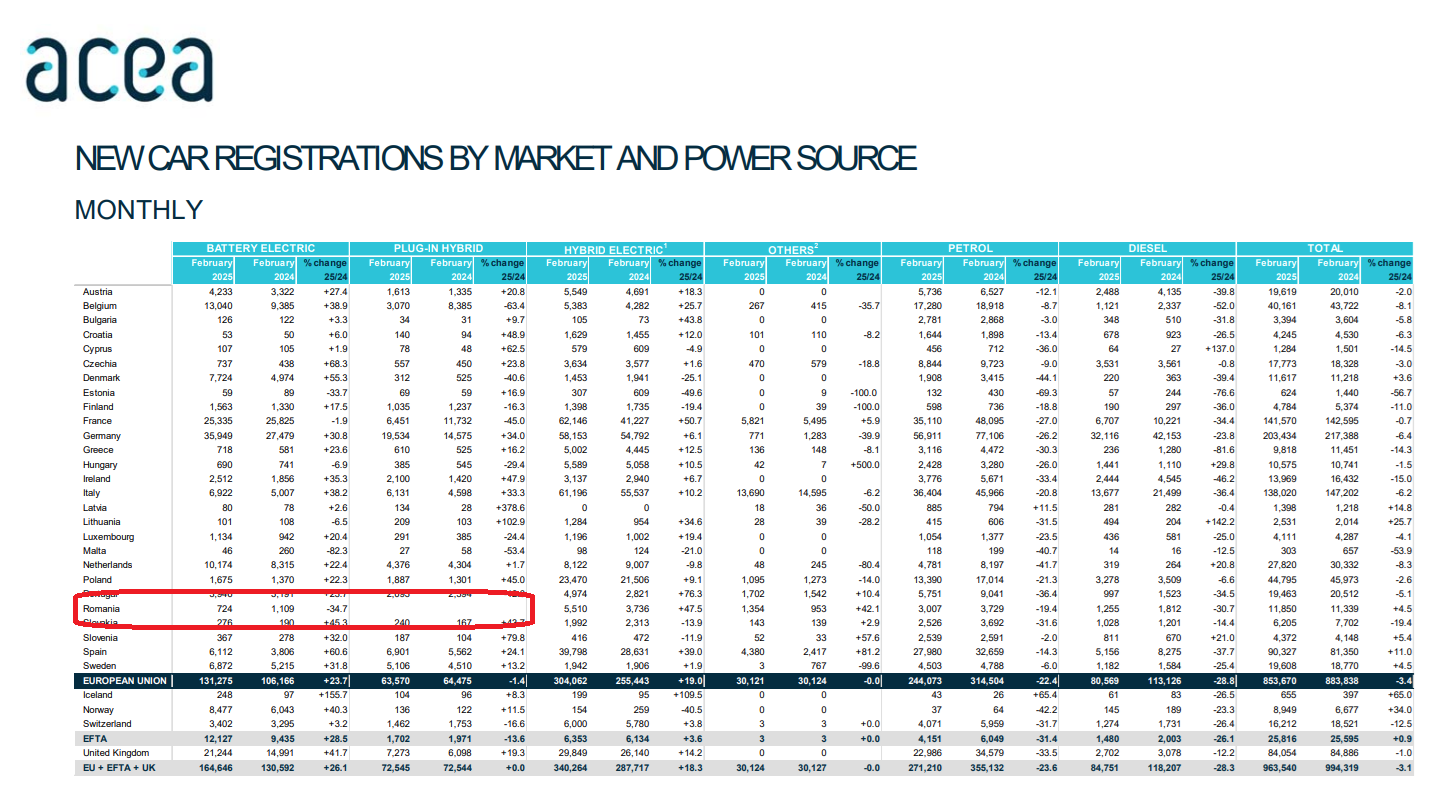 acea
NEW CAR REGISTRATIONS BY MARKET AND POWER SOURCE
MONTHLY
BATTERY ELECTRIC PLUG-IN HYBRID HYBRID ELECTRIC1 OTHERS2 PETROL DIESEL TOTAL
February February % change February February % change February February % change February February % change February February % change February February % change February February % change
2025 2024 25/24 2025 2024 25/24 2025 2024 25/24 2025 2024 25/24 2025 2024 25/24 2025 2024 25/24 2025 2024 25/24
Austria 4,233 3,322 +27.4 1,613 1,335 +20.8 5,549 4,691 +18.3 0 0 5,736 6,527 -12.1 2,488 4,135 -39.8 19,619 20,010 -2.0
Belgium 13,040 9,385 +38.9 3,070 8,385 -63.4 5,383 4,282 +25.7 267 415 -35.7 17,280 18,918 -8.7 1,121 2,337 -52.0 40,161 43,722 -8.1
Bulgaria 126 122 +3.3 34 31 +9.7 105 73 +43.8 0 0 2,781 2,868 -3.0 348 510 -31.8 3,394 3,604 -5.8
Croatia 53 50 +6.0 140 94 +48.9 1,629 1,455 +12.0 101 110 -8.2 1,644 1,898 -13.4 678 923 -26.5 4,245 4,530 -6.3
Cyprus 107 105 +1.9 78 48 +62.5 579 609 -4.9 0 0 456 712 -36.0 64 27 +137.0 1,284 1,501 -14.5
Czechia 737 438 +68.3 557 450 +23.8 3,634 3,577 +1.6 470 579 -18.8 8,844 9,723 -9.0 3,531 3,561 -0.8 17,773 18,328 -3.0
Denmark 7,724 4,974 +55.3 312 525 -40.6 1,453 1,941 -25.1 0 0 1,908 3,415 -44.1 220 363 -39.4 11,617 11,218 +3.6
Estonia 59 89 -33.7 69 59 +16.9 307 609 -49.6 0 9 -100.0 132 430 -69.3 57 244 -76.6 624 1,440 -56.7
Finland 1,563 1,330 +17.5 1,035 1,237 -16.3 1,398 1,735 -19.4 0 39 -100.0 598 736 -18.8 190 297 -36.0 4,784 5,374 -11.0
France 25,335 25,825 -1.9 6,451 11,732 -45.0 62,146 41,227 +50.7 5,821 5,495 +5.9 35,110 48,095 -27.0 6,707 10,221 -34.4 141,570 142,595 -0.7
Germany 35,949 27,479 +30.8 19,534 14,575 +34.0 58,153 54,792 +6.1 771 1,283 -39.9 56,911 77,106 -26.2 32,116 42,153 -23.8 203,434 217,388 -6.4
Greece 718 581 +23.6 610 525 +16.2 5,002 4,445 +12.5 136 148 -8.1 3,116 4,472 -30.3 236 1,280 -81.6 9,818 11,451 -14.3
Hungary 690 741 -6.9 385 545 -29.4 5,589 5,058 +10.5 42 7 +500.0 2,428 3,280 -26.0 1,441 1,110 +29.8 10,575 10,741 -1.5
Ireland 2,512 1,856 +35.3 2,100 1,420 +47.9 3,137 2,940 +6.7 0 0 3,776 5,671 -33.4 2,444 4,545 -46.2 13,969 16,432 -15.0
Italy 6,922 5,007 +38.2 6,131 4,598 +33.3 61,196 55,537 +10.2 13,690 14,595 -6.2 36,404 45,966 -20.8 13,677 21,499 -36.4 138,020 147,202 -6.2
Latvia 80 78 +2.6 134 28 +378.6 0 0 18 36 -50.0 885 794 +11.5 281 282 -0.4 1,398 1,218 +14.8
Lithuania 101 108 -6.5 209 103 +102.9 1,284 954 +34.6 28 39 -28.2 415 606 -31.5 494 204 +142.2 2,531 2,014 +25.7
Luxembourg 1,134 942 +20.4 291 385 -24.4 1,196 1,002 +19.4 0 0 1,054 1,377 -23.5 436 581 -25.0 4,111 4,287 -4.1
Malta 46 260 -82.3 27 58 -53.4 98 124 -21.0 0 0 118 199 -40.7 14 16 -12.5 303 657 -53.9
Netherlands 10,174 8,315 +22.4 4,376 4,304 +1.7 8,122 9,007 -9.8 48 245 -80.4 4,781 8,197 -41.7 319 264 +20.8 27,820 30,332 -8.3
Poland 1,675 1,370 +22.3 1,887 1,301 +45.0 23,470 21,506 +9.1 1,095 1,273 -14.0 13,390 17,014 -21.3 3,278 3,509 -6.6 44,795 45,973 -2.6
4,974 2,821 +76.3 1,702 1,542 +10.4 5,751 9,041 -36.4 997 1,523 -34.5 19,463 20,512 -5.1
Romania 724 1,109 -34.7 5,510 3,736 +47.5 1,354 953 +42.1 3,007 3,729 -19.4 1,255 1,812 -30.7 11,850 11,339 +4.5
Slovakia 276 190 +45.3 240 167 +43.7 1,992 2,313 -13.9 143 139 +2.9 2,526 3,692 -31.6 1,028 1,201 -14.4 6,205 7,702 -19.4
Slovenia 367 278 +32.0 187 104 +79.8 416 472 -11.9 52 33 +57.6 2,539 2,591 -2.0 811 670 +21.0 4,372 4,148 +5.4
Spain 6,112 3,806 +60.6 6,901 5,562 +24.1 39,798 28,631 +39.0 4,380 2,417 +81.2 27,980 32,659 -14.3 5,156 8,275 -37.7 90,327 81,350 +11.0
Sweden 6,872 5,215 +31.8 5,106 4,510 +13.2 1,942 1,906 +1.9 3 767 -99.6 4,503 4,788 -6.0 1,182 1,584 -25.4 19,608 18,770 +4.5
EUROPEAN UNION 131,275 106,166 +23.7 63,570 64,475 -1.4 304,062 255,443 +19.0 30,121 30,124 -0.0 244,073 314,504 -22.4 80,569 113,126 -28.8 853,670 883,838 -3.4
Iceland 248 97 +155.7 104 96 +8.3 199 95 +109.5 0 0 43 26 +65.4 61 83 -26.5 655 397 +65.0
Norway 8,477 6,043 +40.3 136 122 +11.5 154 259 -40.5 0 0 37 64 -42.2 145 189 -23.3 8,949 6,677 +34.0
Switzerland 3,402 3,295 +3.2 1,462 1,753 -16.6 6,000 5,780 +3.8 3 3 +0.0 4,071 5,959 -31.7 1,274 1,731 -26.4 16,212 18,521 -12.5
EFTA 12,127 9,435 +28.5 1,702 1,971 -13.6 6,353 6,134 +3.6 3 3 +0.0 4,151 6,049 -31.4 1,480 2,003 -26.1 25,816 25,595 +0.9
United Kingdom 21,244 14,991 +41.7 7,273 6,098 +19.3 29,849 26,140 +14.2 0 0 22,986 34,579 -33.5 2,702 3,078 -12.2 84,054 84,886 -1.0
EU + EFTA + UK 164,646 130,592 +26.1 72,545 72,544 +0.0 340,264 287,717 +18.3 30,124 30,127 -0.0 271,210 355,132 -23.6 84,751 118,207 -28.3 963,540 994,319 -3.1